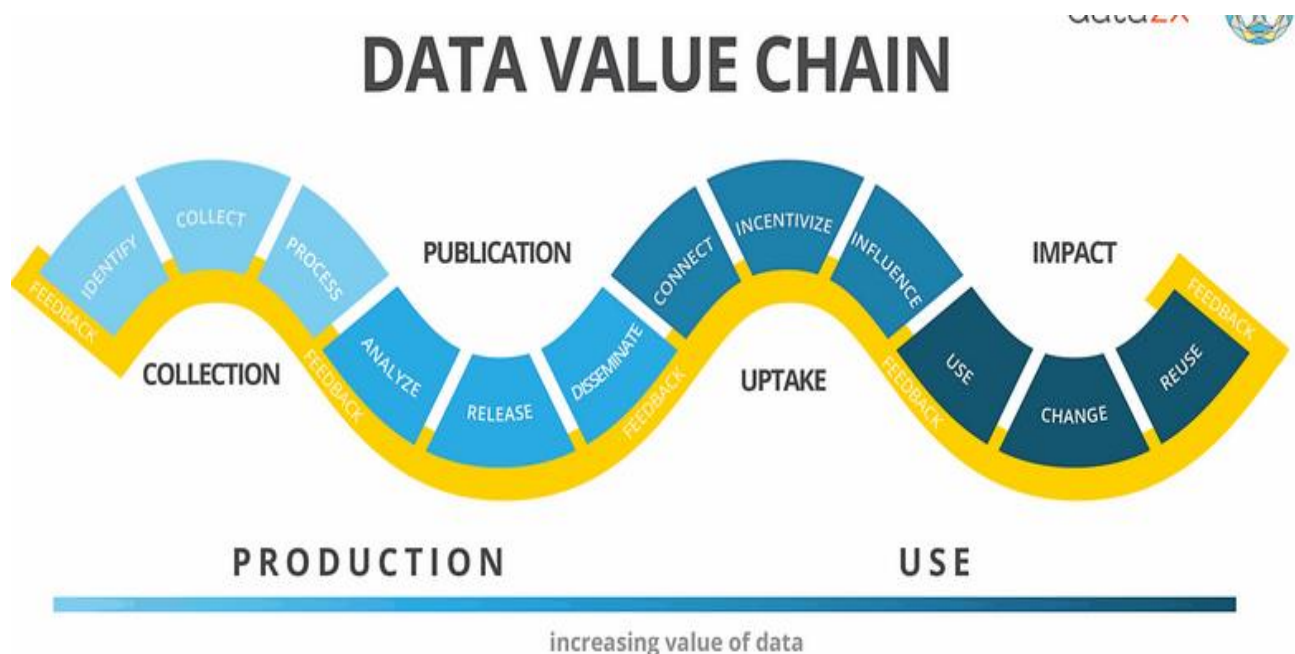 DATA VALUE CHAIN
IDENTIFY
COLLECT
PROCESS
COLLECTION
FEEDBACK
FEEDBACK
PUBLICATION
ANALYZE
RELEASE
DISSEMINATE
FEEDBACK
CONNECT
INCENTIVIZE
INFLUENCE
UPTAKE
FEEDBACK
IMPACT
USE
CHANGE
REUSE
FEEDBACK
PRODUCTION
USE
increasing value of data